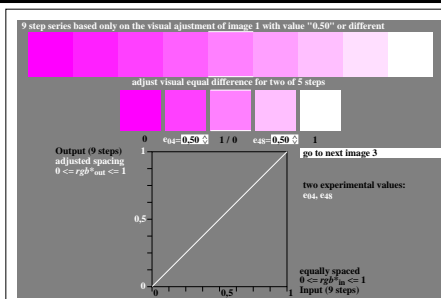 9 step series based only on the visual ajustment of image 1 with value "0.50" or different
adjust visual equal difference for two of 5 steps
0 e04= 0,50 1 / 0 e48= 0,50 1
Output (9 steps)
adjusted spacing
0 <= rgb*out <= 1
go to next image 3
two experimental values:
e04, e48
equally spaced
0 <= rgb*in <= 1
Input (9 steps)
1
0,5
0
0 0,5 1